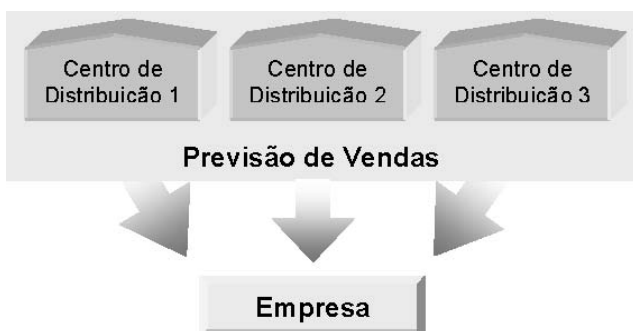 Centro de
Distribuicão 1
Centro de
Distribuicão 2
Centro de
Distribuicão 3
Previsão de Vendas
Empresa